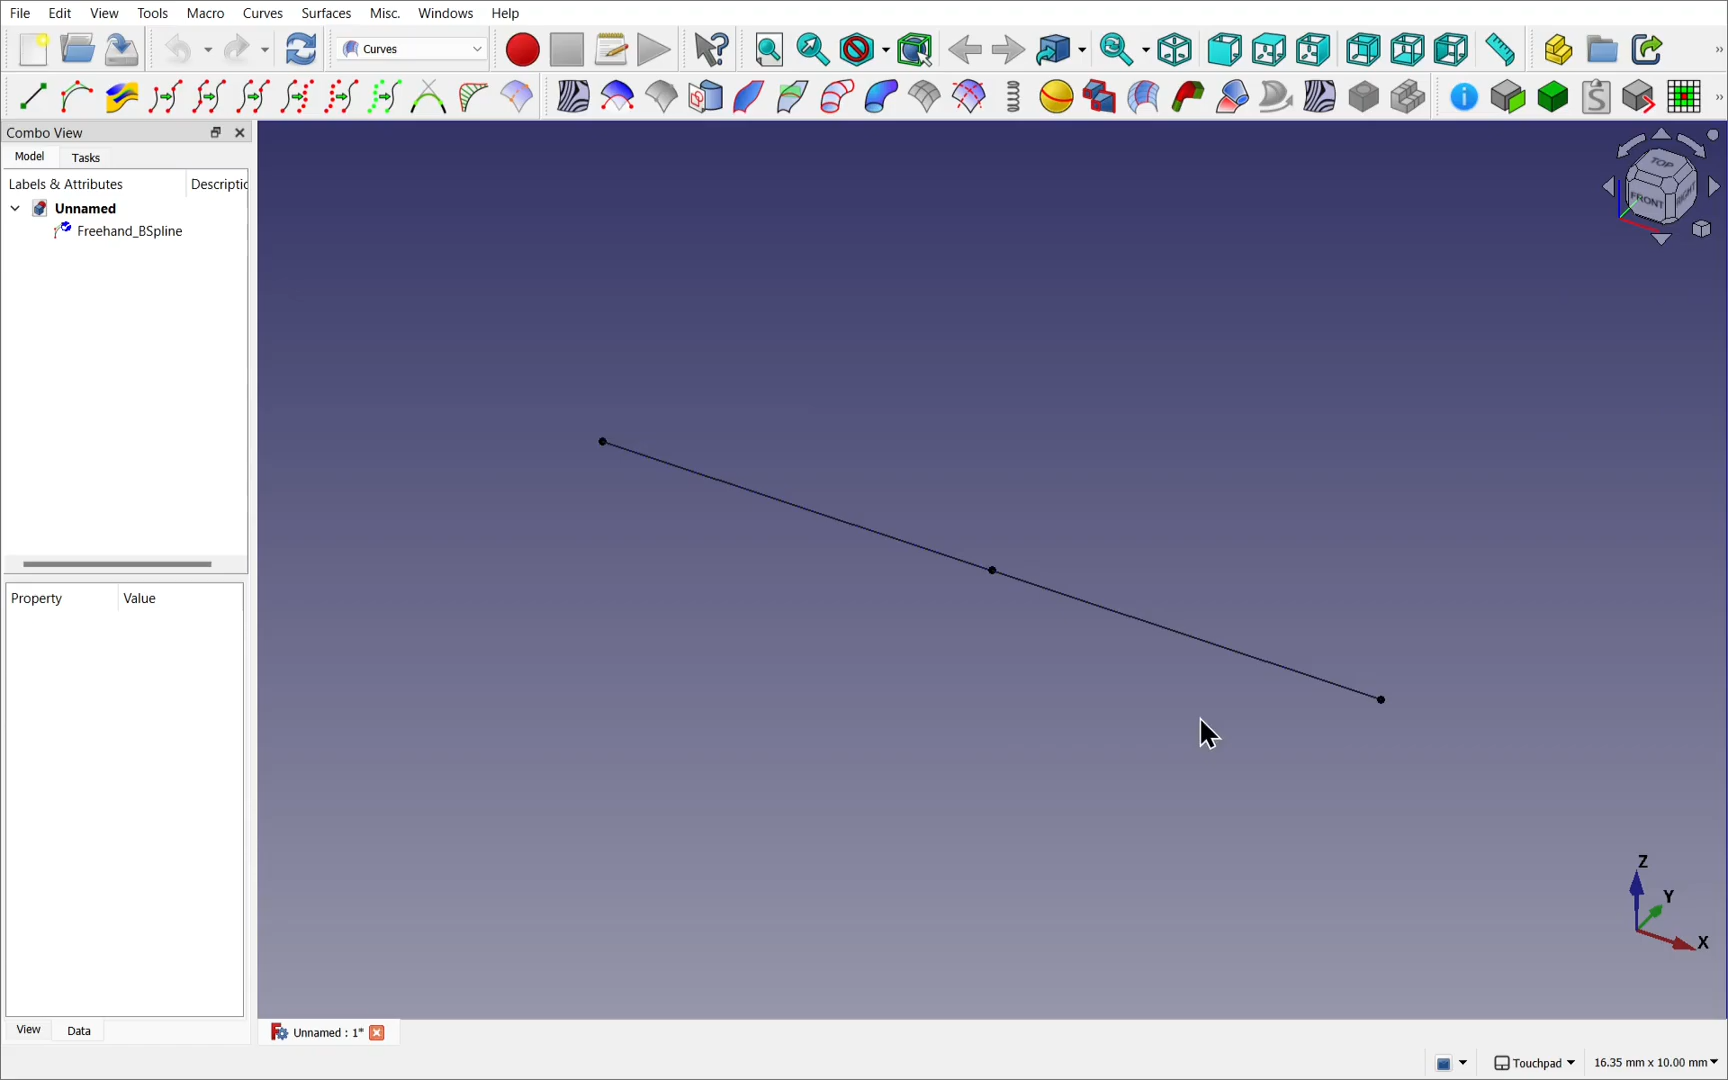 File Edit View Tools Macro Curves Surfaces Misc. Windows Help
Curves
Combo View
Model Tasks
Labels & Attributes Descriptic
Unnamed
Freehand_BSpline
TOP
FRONT RIGHT
Property Value
Z
Y
X
View Data
Unnamed : 1*
Touchpad 16.35 mm x 10.00 mm